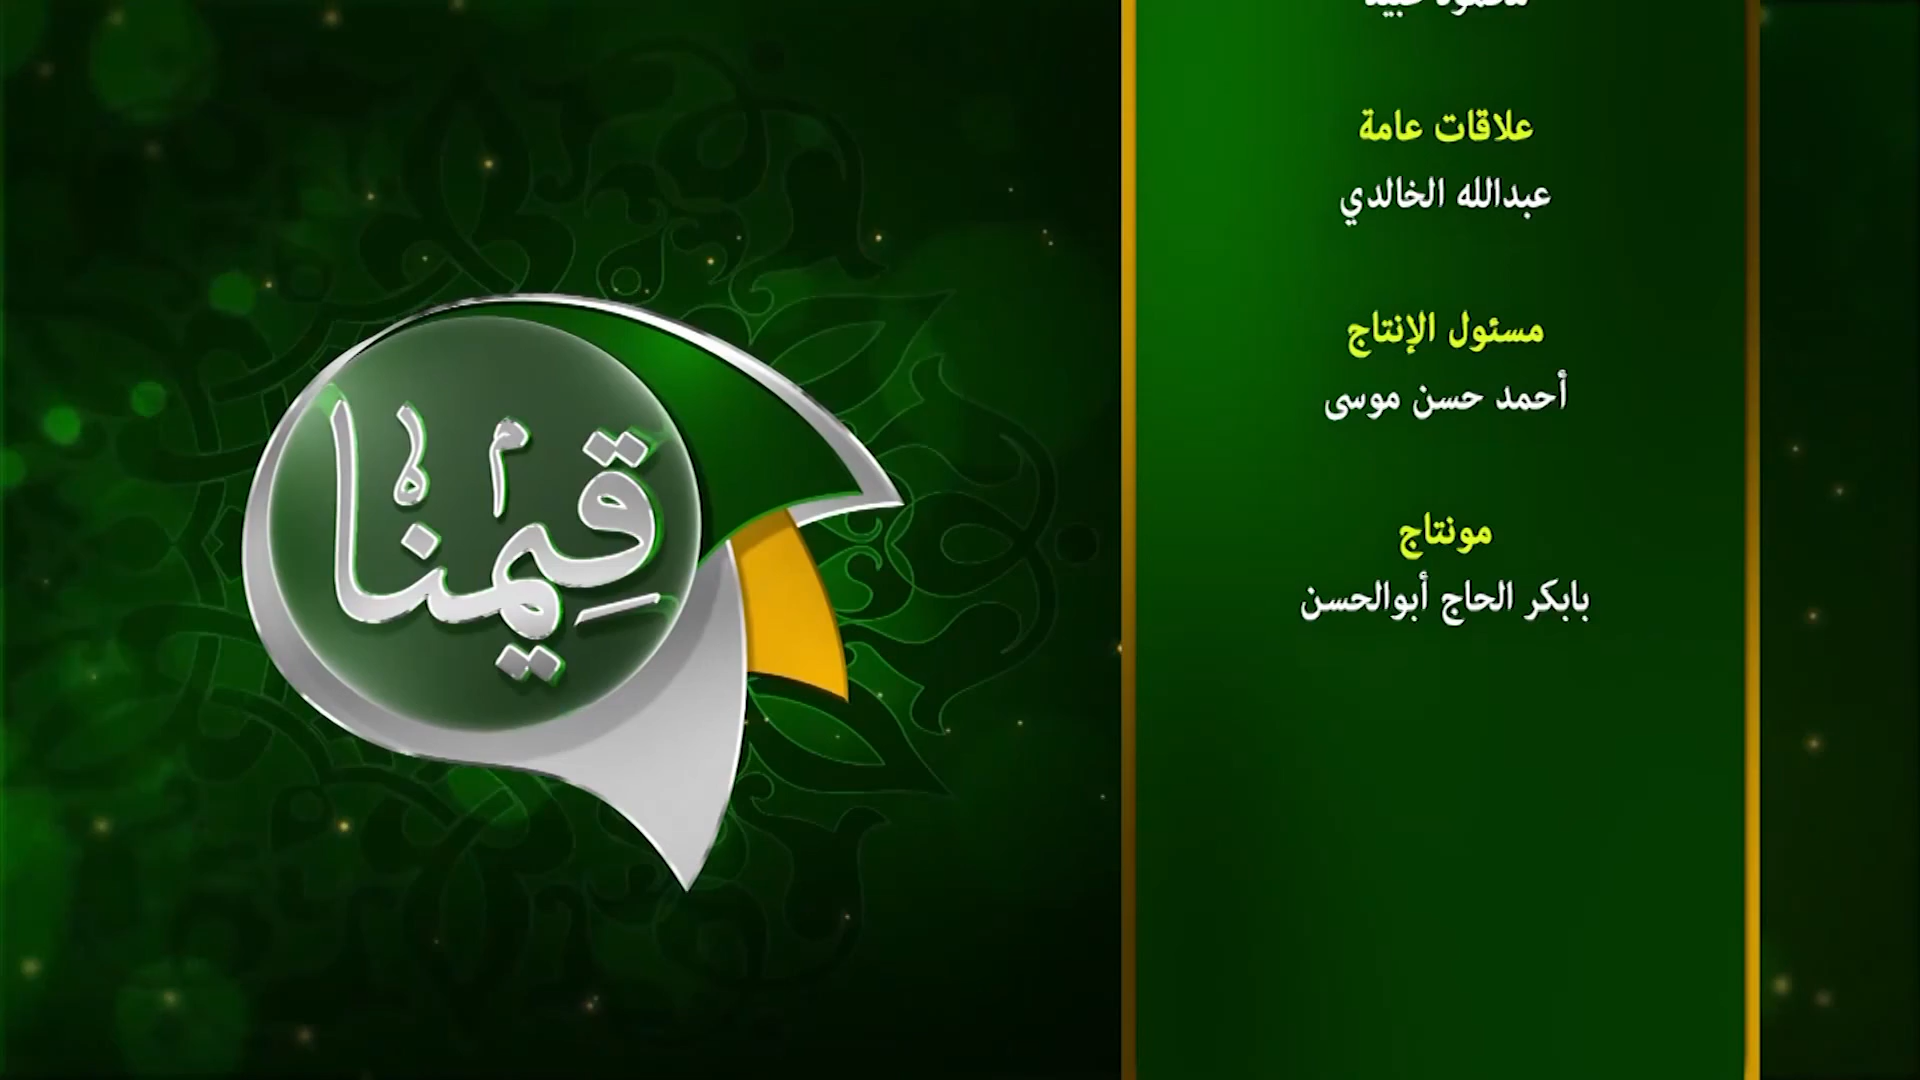 قيمنا
علاقات عامة
عبدالله الخالدي
مسئول الإنتاج
أحمد حسن موسى
مونتاج
بابكر الحاج أبوالحسن